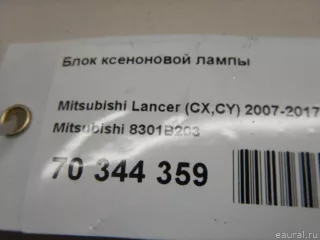 Блок ксеноновой лампы
Mitsubishi Lancer (CX,CY) 2007-2017
Mitsubishi 8301B203
70 344 359
eaural.ru